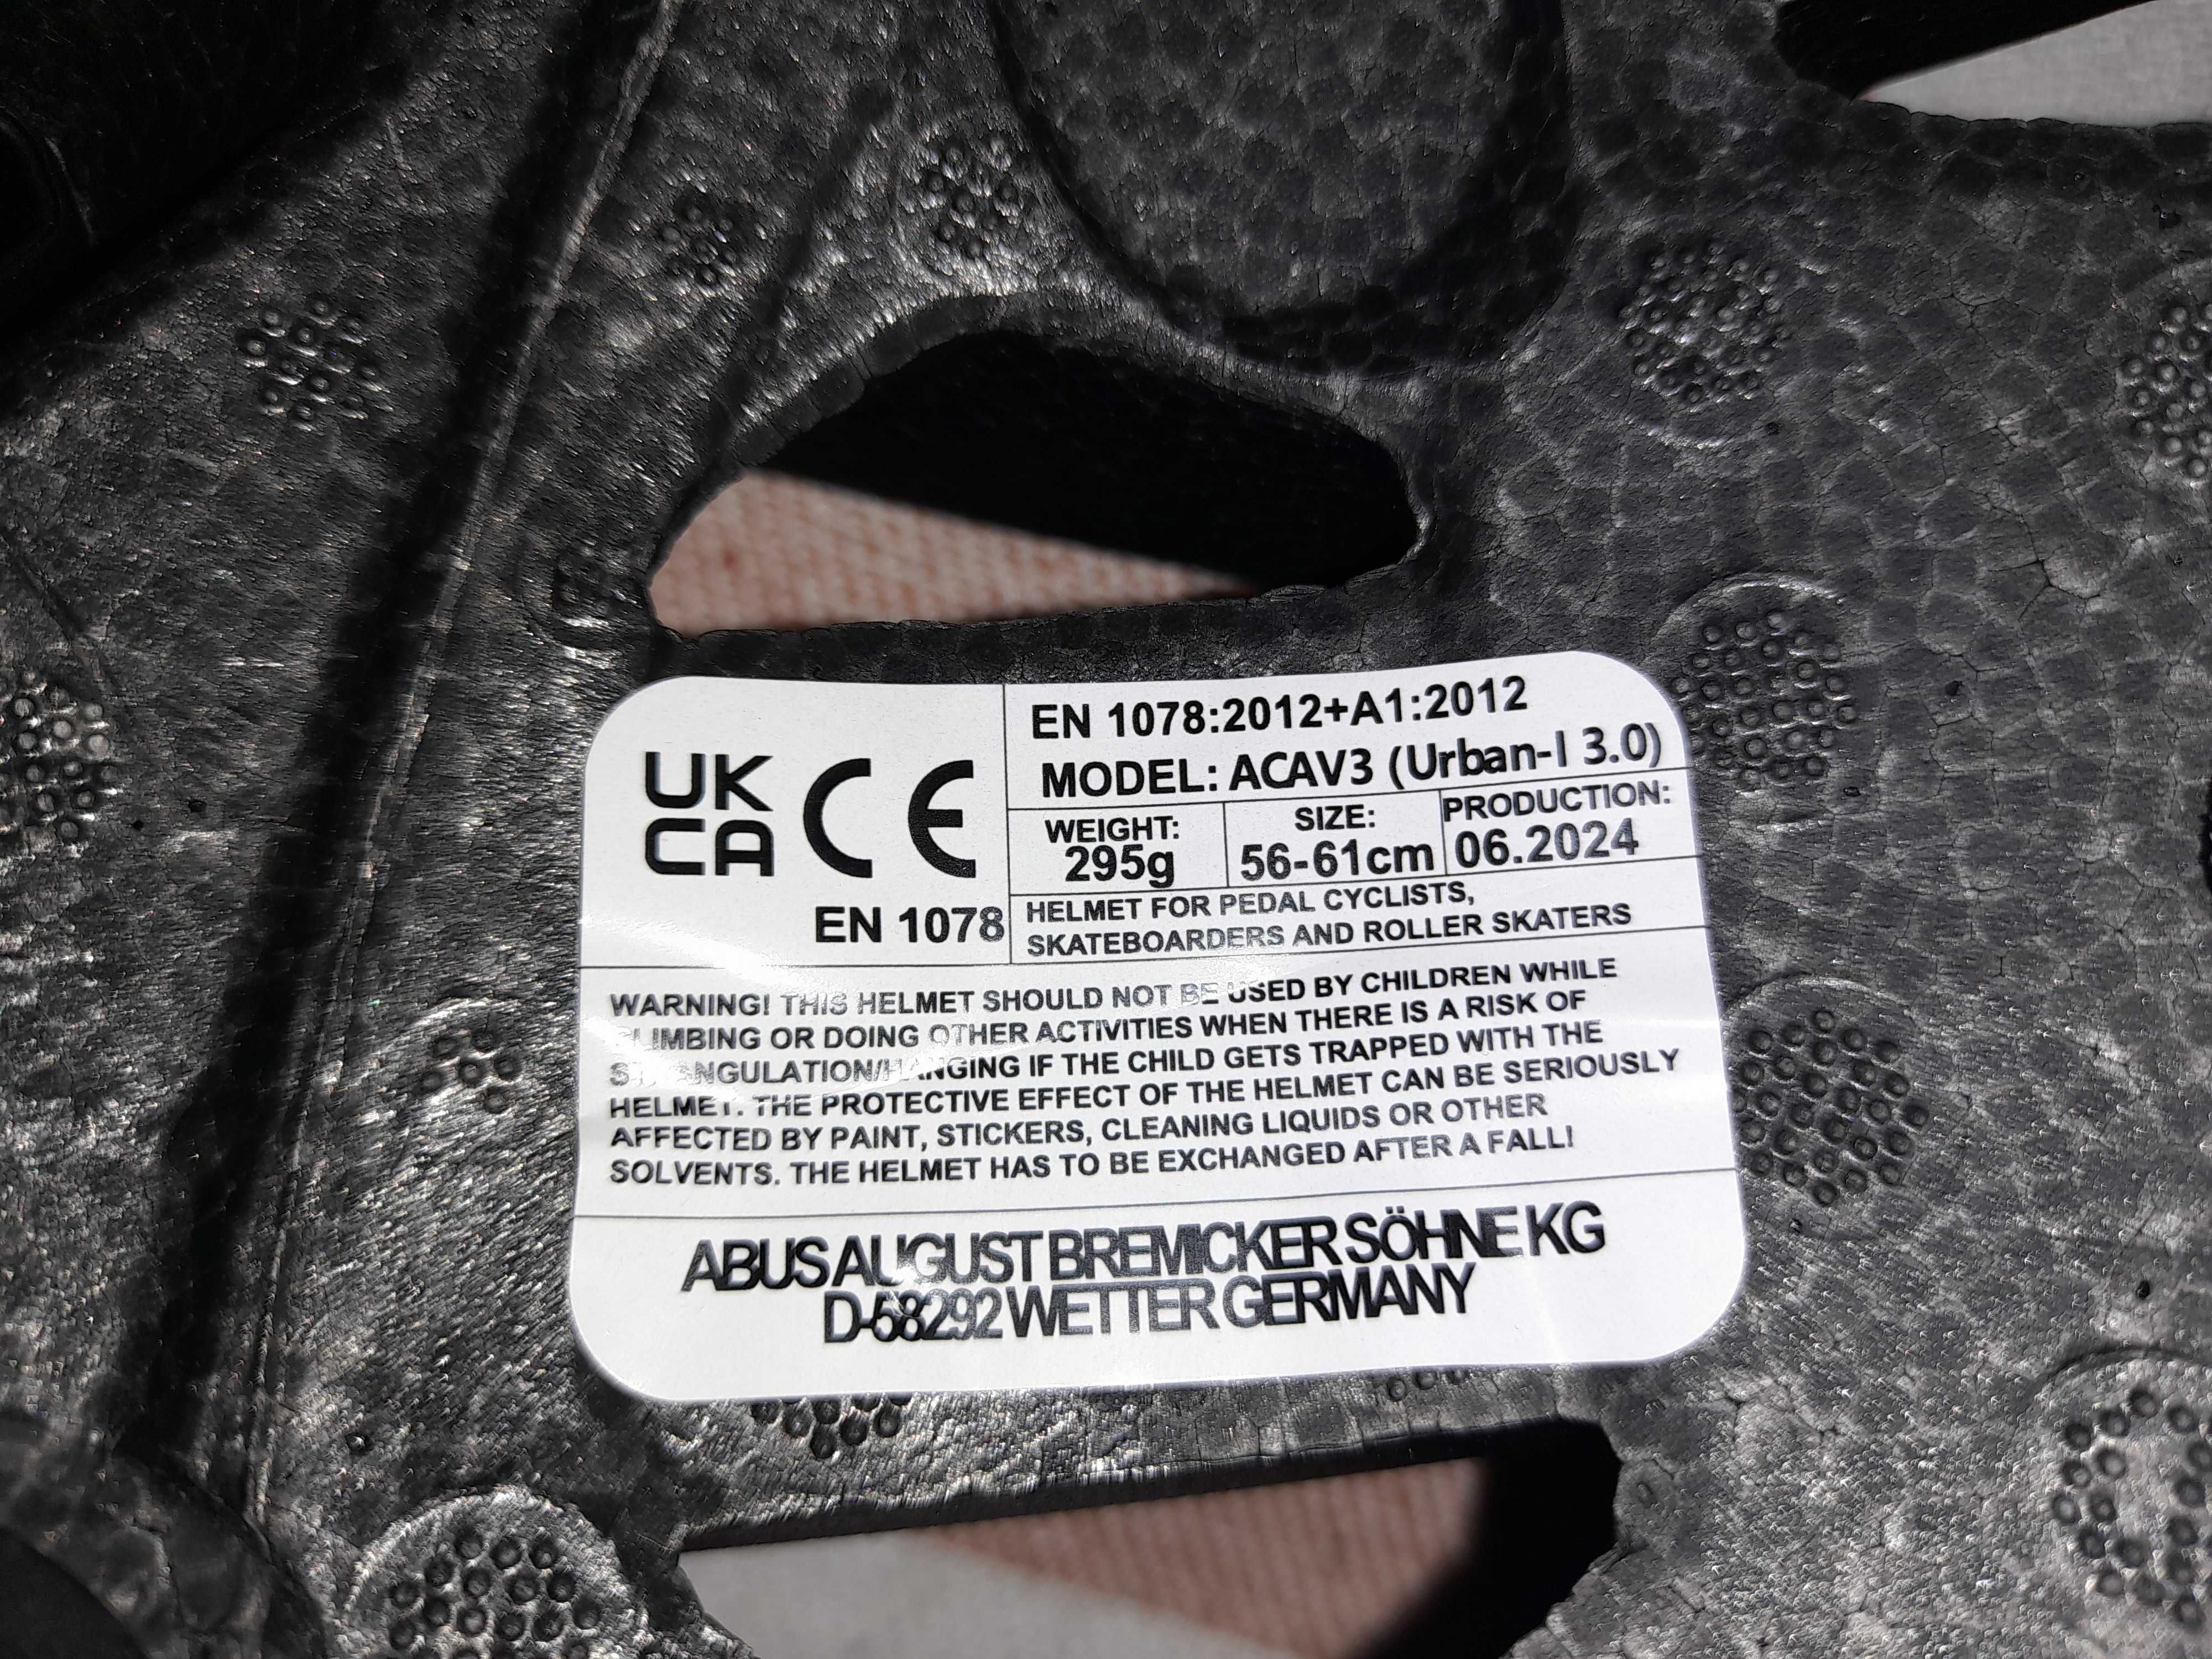 UK
CA
CE
EN 1078
EN 1078:2012+A1:2012
MODEL: ACAV3 (Urban-I 3.0)
WEIGHT:
295g
SIZE:
56-61cm
PRODUCTION:
06.2024
HELMET FOR PEDAL CYCLISTS,
SKATEBOARDERS AND ROLLER SKATERS
WARNING! THIS HELMET SHOULD NOT BE USED BY CHILDREN WHILE
CLIMBING OR DOING OTHER ACTIVITIES WHEN THERE IS A RISK OF
STRANGULATION/HANGING IF THE CHILD GETS TRAPPED WITH THE
HELMET. THE PROTECTIVE EFFECT OF THE HELMET CAN BE SERIOUSLY
AFFECTED BY PAINT, STICKERS, CLEANING LIQUIDS OR OTHER
SOLVENTS. THE HELMET HAS TO BE EXCHANGED AFTER A FALL!
ABUS AUGUST BREMICKER SÖHNE KG
D-58292 WETTER GERMANY